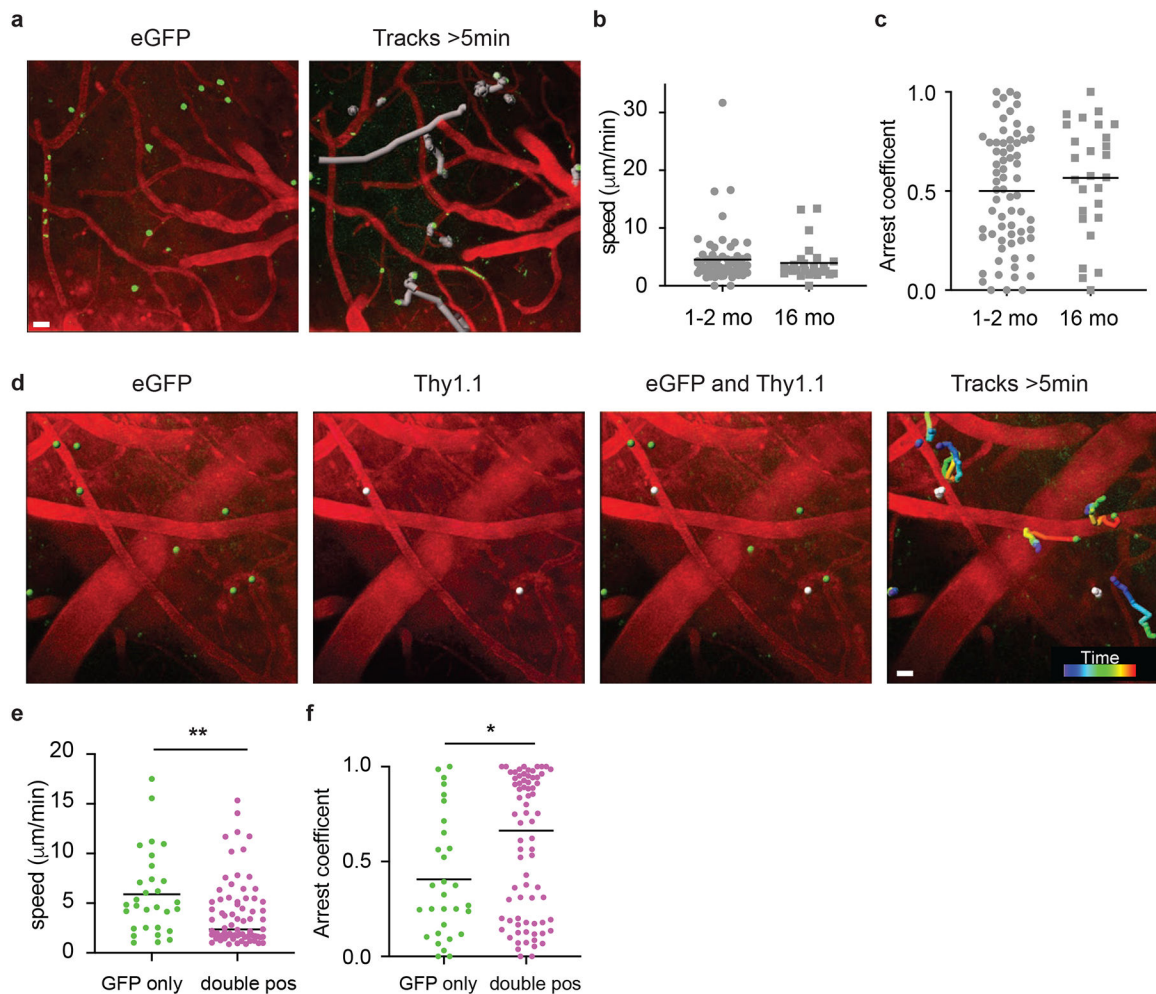 a
eGFP
Tracks >5min
b
speed (μm/min)
30
20
10
0
1-2 mo
16 mo
c
Arrest coefficient
1.0
0.5
0.0
1-2 mo
16 mo
d
eGFP
Thy1.1
eGFP and Thy1.1
Tracks >5min
Time
e
**
speed (μm/min)
20
15
10
5
0
GFP only
double pos
f
*
Arrest coefficent
1.0
0.5
0.0
GFP only
double pos